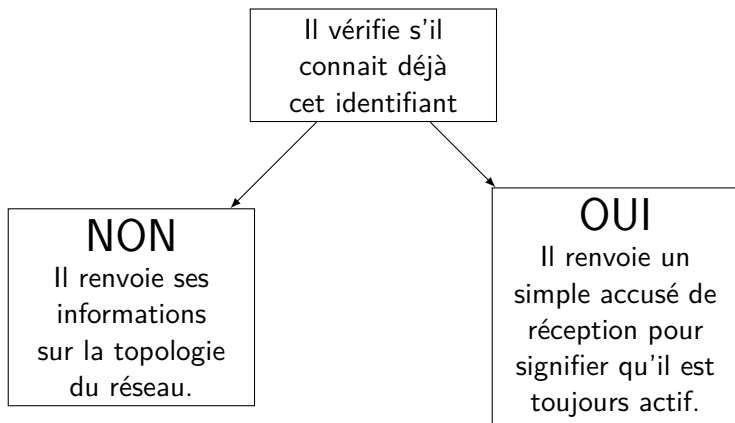 Il vérifie s'il
connait déjà
cet identifiant
NON
Il renvoie ses
informations
sur la topologie
du réseau.
OUI
Il renvoie un
simple accusé de
réception pour
signifier qu'il est
toujours actif.